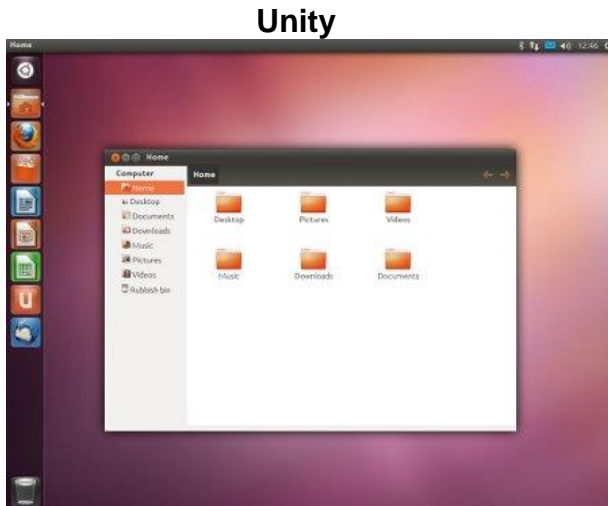 Unity
Home
12:46
Home
Computer
Home
Home
Desktop
Documents
Downloads
Music
Pictures
Videos
Rubbish bin
Desktop
Pictures
Videos
Music
Downloads
Documents